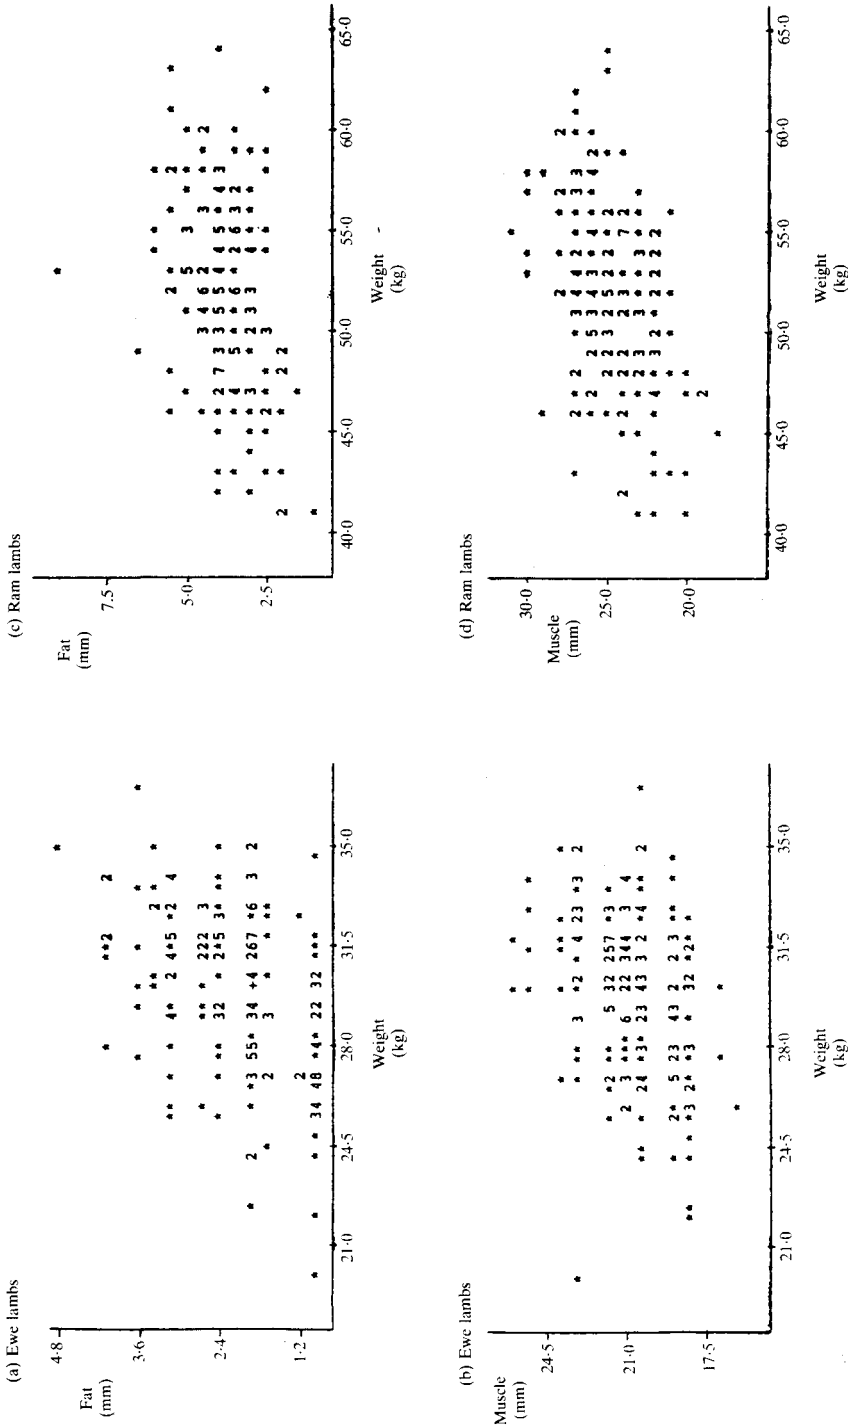 (a) Ewe lambs
Fat
(mm)
4·8
3·6
2·4
1·2
21·0 24·5 28·0 31·5 35·0
Weight
(kg)
(b) Ewe lambs
Muscle
(mm)
24·5
21·0
17·5
21·0 24·5 28·0 31·5 35·0
Weight
(kg)
(c) Ram lambs
Fat
(mm)
7·5
5·0
2·5
40·0 45·0 50·0 55·0 60·0 65·0
Weight
(kg)
(d) Ram lambs
Muscle
(mm)
30·0
25·0
20·0
40·0 45·0 50·0 55·0 60·0 65·0
Weight
(kg)